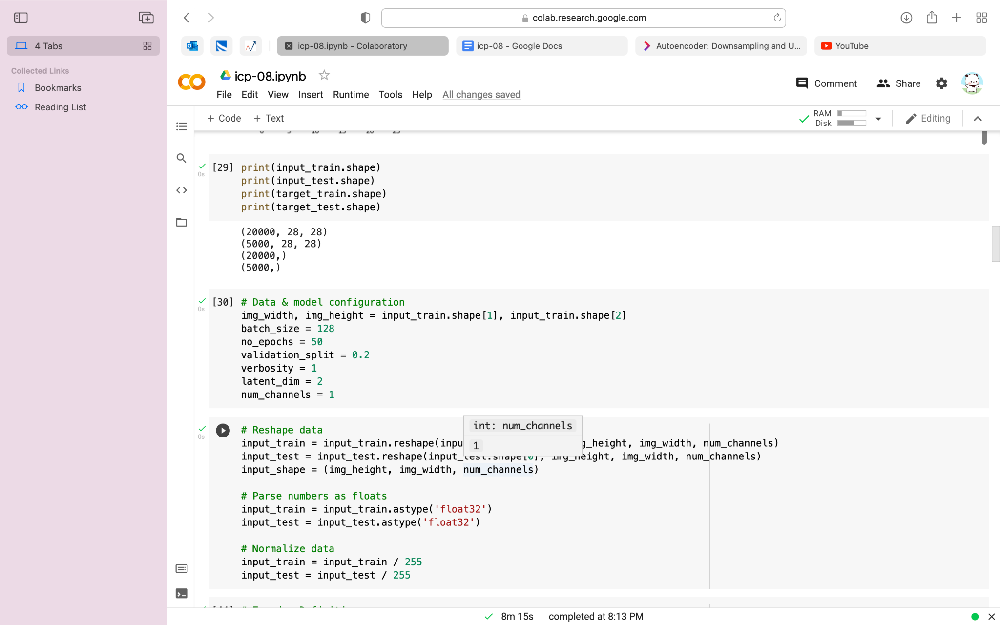 colab.research.google.com
4 Tabs
icp-08.ipynb - Colaboratory
icp-08 - Google Docs
Autoencoder: Downsampling and U...
YouTube
Collected Links
Bookmarks
Reading List
icp-08.ipynb
Comment
Share
File Edit View Insert Runtime Tools Help All changes saved
+ Code + Text
RAM
Disk
Editing
0 5 10 15 20 25
[29] print(input_train.shape)
0s
print(input_test.shape)
print(target_train.shape)
print(target_test.shape)
(20000, 28, 28)
(5000, 28, 28)
(20000,)
(5000,)
[30] # Data & model configuration
0s
img_width, img_height = input_train.shape[1], input_train.shape[2]
batch_size = 128
no_epochs = 50
validation_split = 0.2
verbosity = 1
latent_dim = 2
num_channels = 1
int: num_channels
1
# Reshape data
0s
input_train = input_train.reshape(inpu g_height, img_width, num_channels)
input_test = input_test.reshape(input_test.shape[0], img_height, img_width, num_channels)
input_shape = (img_height, img_width, num_channels)
# Parse numbers as floats
input_train = input_train.astype('float32')
input_test = input_test.astype('float32')
# Normalize data
input_train = input_train / 255
input_test = input_test / 255
8m 15s completed at 8:13 PM